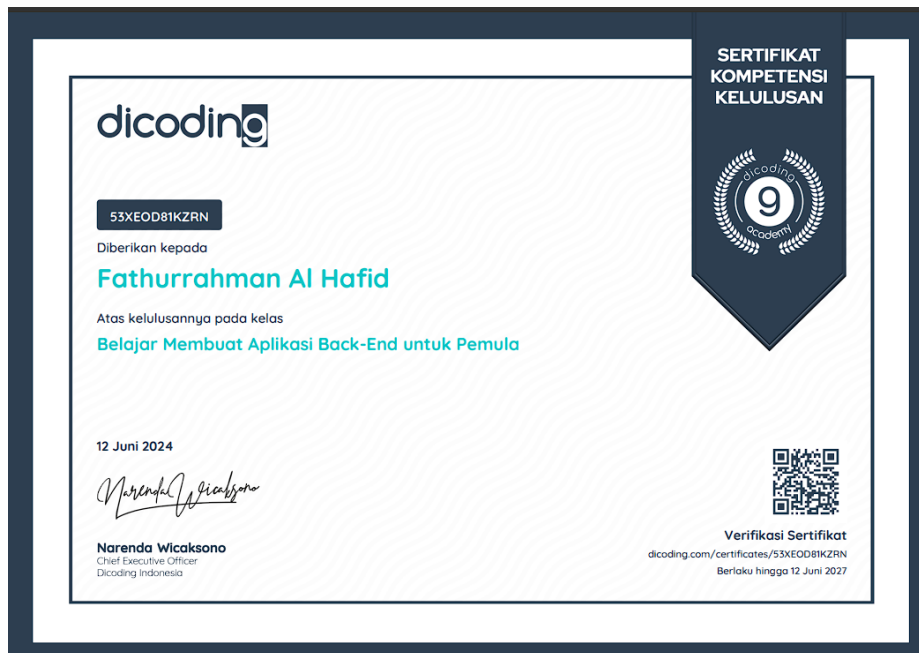 SERTIFIKAT
KOMPETENSI
KELULUSAN
dicoding
dicoding
9
academy
53XEOD81KZRN
Diberikan kepada
Fathurrahman Al Hafid
Atas kelulusannya pada kelas
Belajar Membuat Aplikasi Back-End untuk Pemula
12 Juni 2024
Narenda Wicaksono
Narenda Wicaksono
Chief Executive Officer
Dicoding Indonesia
Verifikasi Sertifikat
dicoding.com/certificates/53XEOD81KZRN
Berlaku hingga 12 Juni 2027